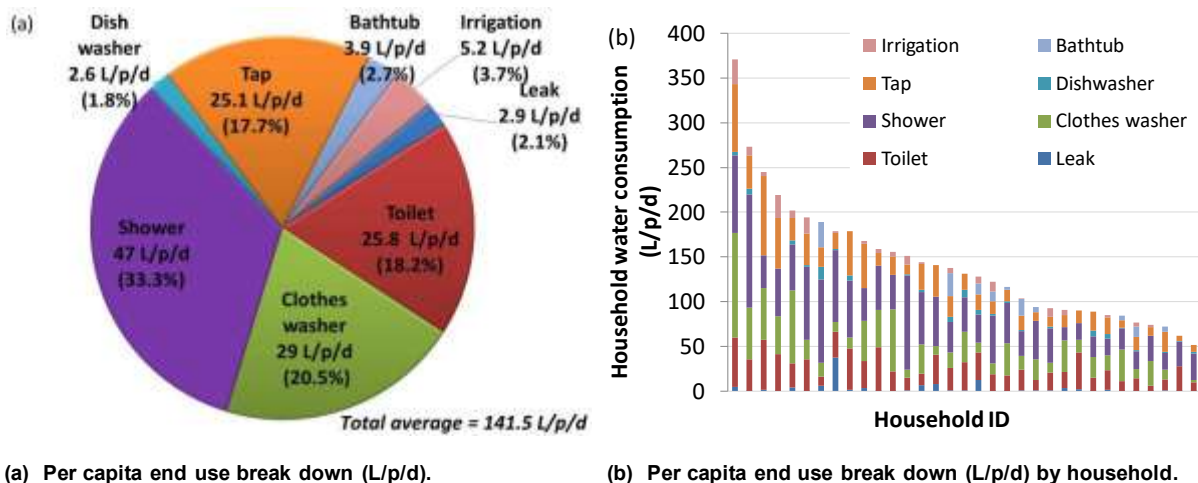 (a)
Dish
washer
2.6 L/p/d
(1.8%)
Tap
25.1 L/p/d
(17.7%)
Bathtub
3.9 L/p/d
(2.7%)
Irrigation
5.2 L/p/d
(3.7%)
Leak
2.9 L/p/d
(2.1%)
Toilet
25.8 L/p/d
(18.2%)
Shower
47 L/p/d
(33.3%)
Clothes
washer
29 L/p/d
(20.5%)
Total average = 141.5 L/p/d
(a) Per capita end use break down (L/p/d).
(b)
Household water consumption
(L/p/d)
400
350
300
250
200
150
100
50
0
Irrigation
Bathtub
Tap
Dishwasher
Shower
Clothes washer
Toilet
Leak
Household ID
(b) Per capita end use break down (L/p/d) by household.